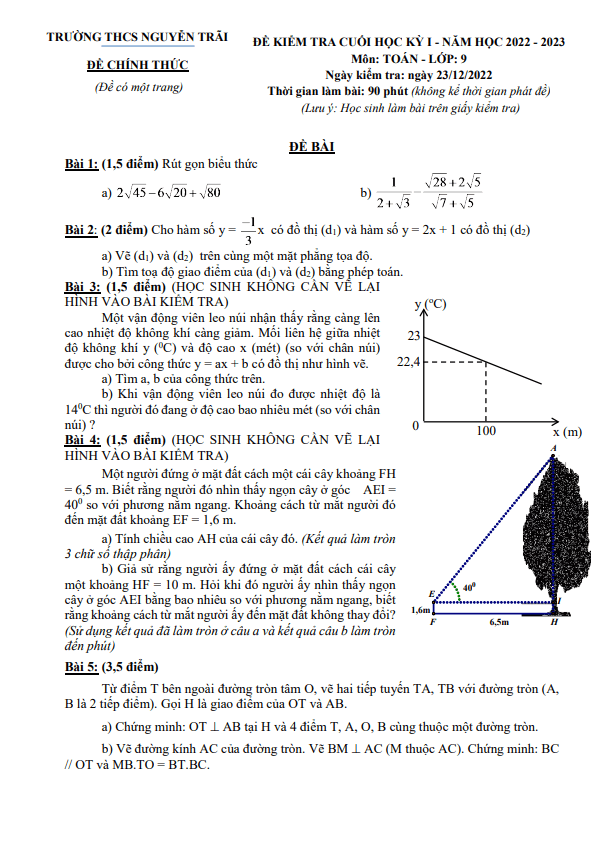 TRƯỜNG THCS NGUYỄN TRÃI
ĐỀ CHÍNH THỨC
(Đề có một trang)
ĐỀ KIỂM TRA CUỐI HỌC KỲ I - NĂM HỌC 2022 - 2023
Môn: TOÁN - LỚP: 9
Ngày kiểm tra: ngày 23/12/2022
Thời gian làm bài: 90 phút (không kể thời gian phát đề)
(Lưu ý: Học sinh làm bài trên giấy kiểm tra)
ĐỀ BÀI
Bài 1: (1,5 điểm) Rút gọn biểu thức
a) 2√45 − 6√20 + √80
b) 1/(2+√3) − (√28+2√5)/(√7+√5)
Bài 2: (2 điểm) Cho hàm số y = −1/3 x có đồ thị (d₁) và hàm số y = 2x + 1 có đồ thị (d₂)
a) Vẽ (d₁) và (d₂) trên cùng một mặt phẳng tọa độ.
b) Tìm toạ độ giao điểm của (d₁) và (d₂) bằng phép toán.
Bài 3: (1,5 điểm) (HỌC SINH KHÔNG CẦN VẼ LẠI
HÌNH VÀO BÀI KIỂM TRA)
Một vận động viên leo núi nhận thấy rằng càng lên
cao nhiệt độ không khí càng giảm. Mối liên hệ giữa nhiệt
độ không khí y (⁰C) và độ cao x (mét) (so với chân núi)
được cho bởi công thức y = ax + b có đồ thị như hình vẽ.
a) Tìm a, b của công thức trên.
b) Khi vận động viên leo núi đo được nhiệt độ là
14⁰C thì người đó đang ở độ cao bao nhiêu mét (so với chân
núi) ?
y (⁰C)
23
22,4
0
100
x (m)
Bài 4: (1,5 điểm) (HỌC SINH KHÔNG CẦN VẼ LẠI
HÌNH VÀO BÀI KIỂM TRA)
Một người đứng ở mặt đất cách một cái cây khoảng FH
= 6,5 m. Biết rằng người đó nhìn thấy ngọn cây ở góc AEI =
40⁰ so với phương nằm ngang. Khoảng cách từ mắt người đó
đến mặt đất khoảng EF = 1,6 m.
a) Tính chiều cao AH của cái cây đó. (Kết quả làm tròn
3 chữ số thập phân)
b) Giả sử rằng người ấy đứng ở mặt đất cách cái cây
một khoảng HF = 10 m. Hỏi khi đó người ấy nhìn thấy ngọn
cây ở góc AEI bằng bao nhiêu so với phương nằm ngang, biết
rằng khoảng cách từ mắt người ấy đến mặt đất không thay đổi?
(Sử dụng kết quả đã làm tròn ở câu a và kết quả câu b làm tròn
đến phút)
A
E
40⁰
I
1,6m
F
6,5m
H
Bài 5: (3,5 điểm)
Từ điểm T bên ngoài đường tròn tâm O, vẽ hai tiếp tuyến TA, TB với đường tròn (A,
B là 2 tiếp điểm). Gọi H là giao điểm của OT và AB.
a) Chứng minh: OT ⊥ AB tại H và 4 điểm T, A, O, B cùng thuộc một đường tròn.
b) Vẽ đường kính AC của đường tròn. Vẽ BM ⊥ AC (M thuộc AC). Chứng minh: BC
// OT và MB.TO = BT.BC.